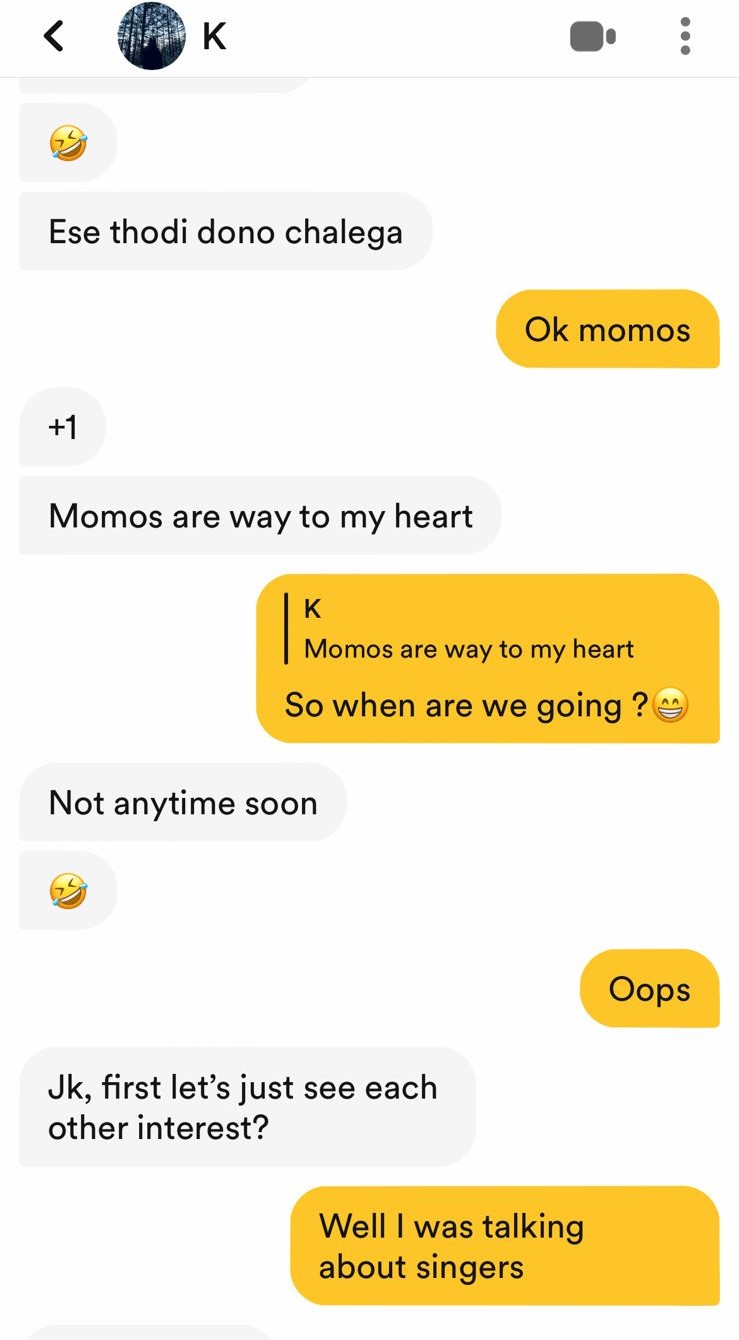 K
🤣
Ese thodi dono chalega
Ok momos
+1
Momos are way to my heart
K
Momos are way to my heart
So when are we going ?😁
Not anytime soon
🤣
Oops
Jk, first let’s just see each
other interest?
Well I was talking
about singers